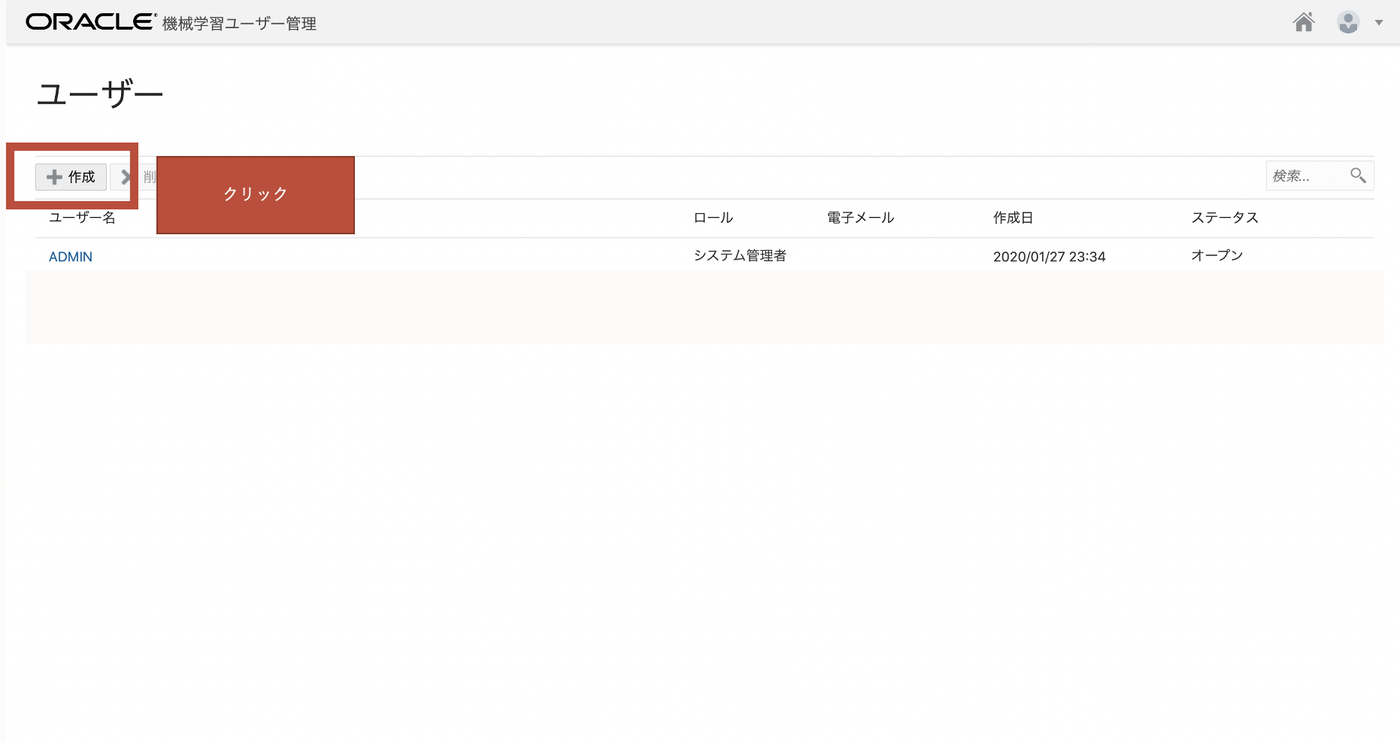 ORACLE 機械学習ユーザー管理
ユーザー
作成 削
クリック
検索...
ユーザー名 ロール 電子メール 作成日 ステータス
ADMIN システム管理者 2020/01/27 23:34 オープン